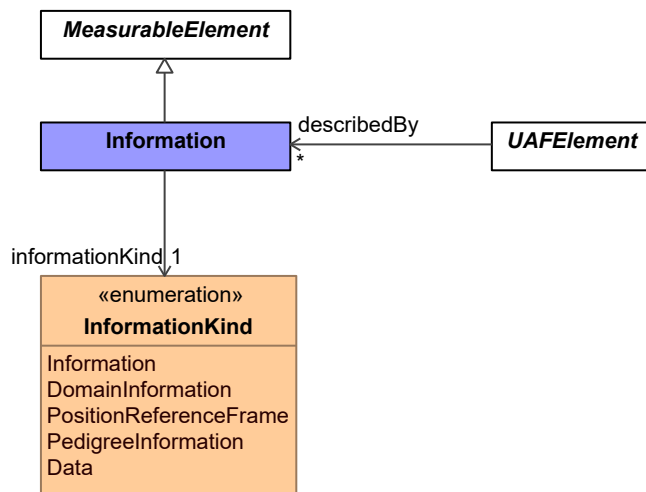 MeasurableElement
Information
describedBy
*
UAFElement
informationKind 1
«enumeration»
InformationKind
Information
DomainInformation
PositionReferenceFrame
PedigreeInformation
Data